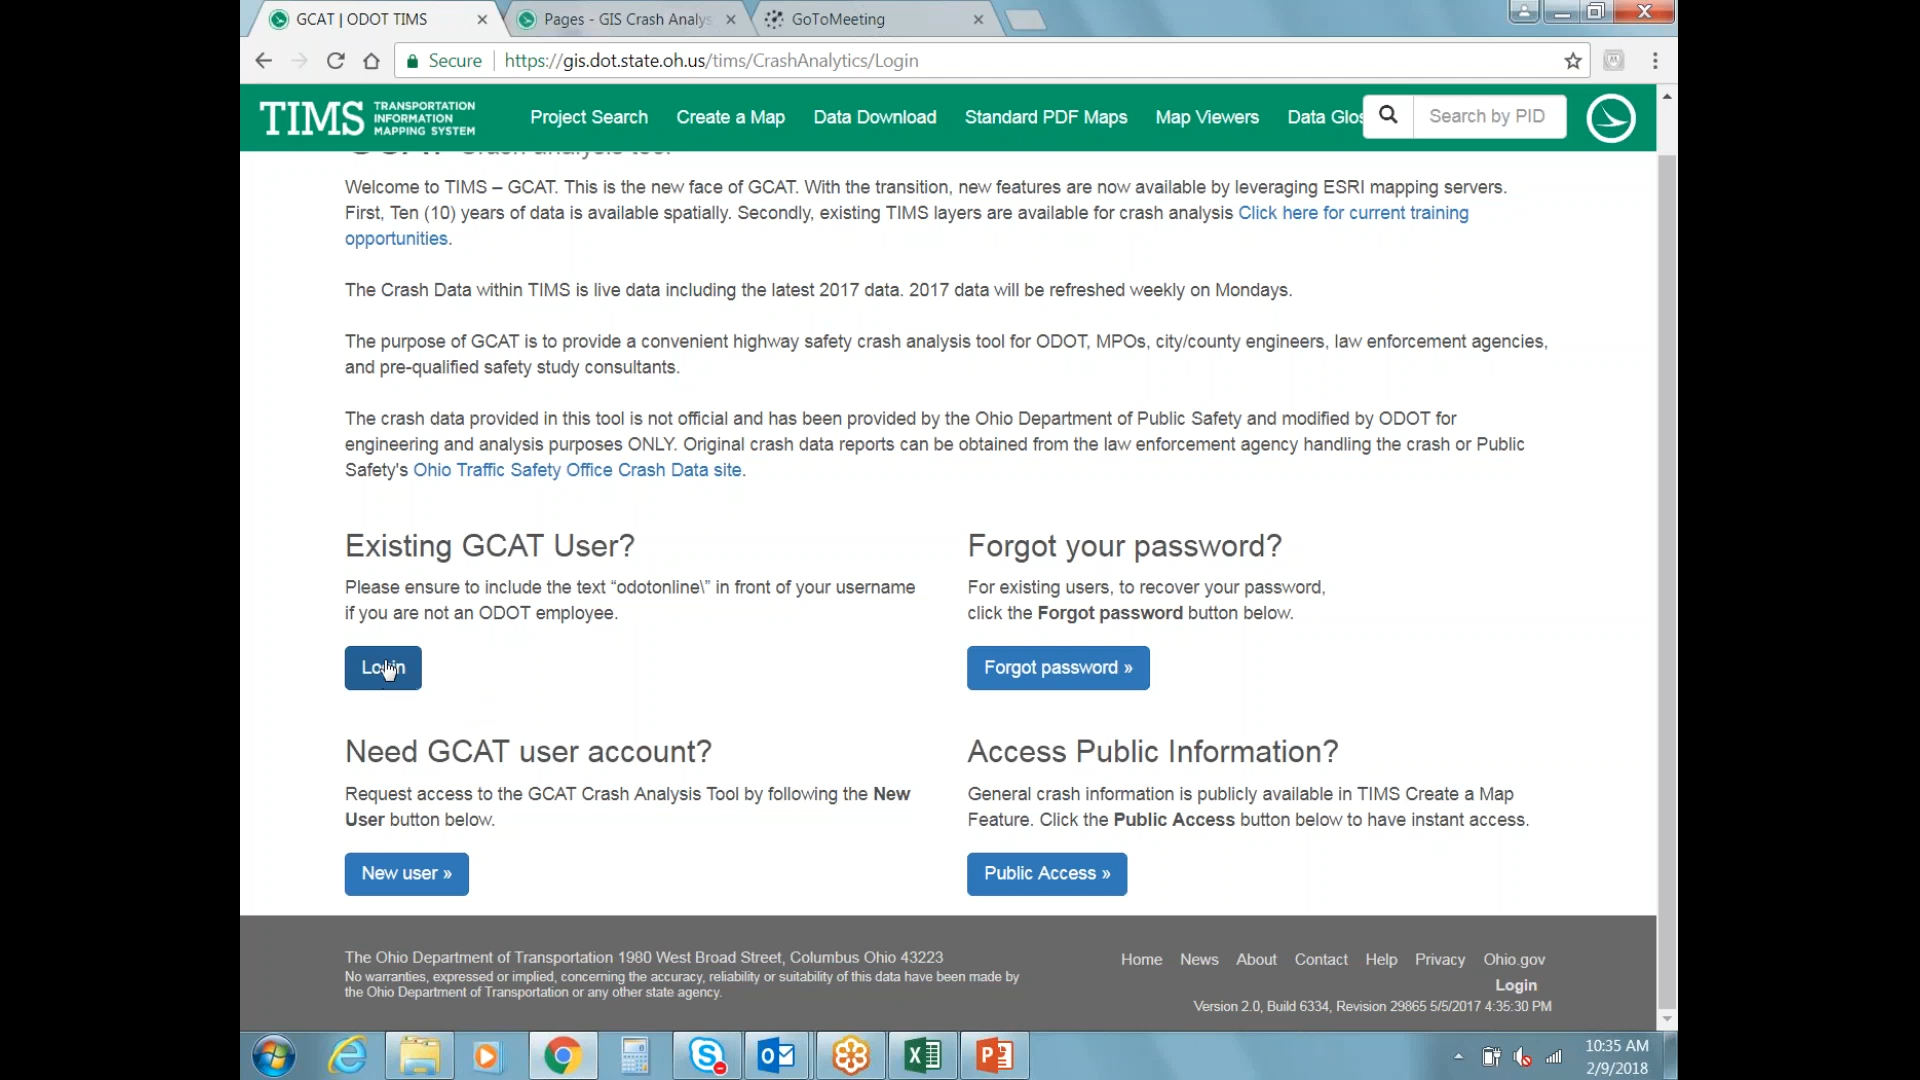 GCAT | ODOT TIMS
Pages - GIS Crash Analys
GoToMeeting
Secure https://gis.dot.state.oh.us/tims/CrashAnalytics/Login
TIMS TRANSPORTATION INFORMATION MAPPING SYSTEM
Project Search Create a Map Data Download Standard PDF Maps Map Viewers Data Glos Search by PID
GCAT Crash analysis tool
Welcome to TIMS – GCAT. This is the new face of GCAT. With the transition, new features are now available by leveraging ESRI mapping servers.
First, Ten (10) years of data is available spatially. Secondly, existing TIMS layers are available for crash analysis Click here for current training
opportunities.
The Crash Data within TIMS is live data including the latest 2017 data. 2017 data will be refreshed weekly on Mondays.
The purpose of GCAT is to provide a convenient highway safety crash analysis tool for ODOT, MPOs, city/county engineers, law enforcement agencies,
and pre-qualified safety study consultants.
The crash data provided in this tool is not official and has been provided by the Ohio Department of Public Safety and modified by ODOT for
engineering and analysis purposes ONLY. Original crash data reports can be obtained from the law enforcement agency handling the crash or Public
Safety's Ohio Traffic Safety Office Crash Data site.
Existing GCAT User?
Please ensure to include the text “odotonline\” in front of your username
if you are not an ODOT employee.
Login
Forgot your password?
For existing users, to recover your password,
click the Forgot password button below.
Forgot password »
Need GCAT user account?
Request access to the GCAT Crash Analysis Tool by following the New
User button below.
New user »
Access Public Information?
General crash information is publicly available in TIMS Create a Map
Feature. Click the Public Access button below to have instant access.
Public Access »
The Ohio Department of Transportation 1980 West Broad Street, Columbus Ohio 43223
No warranties, expressed or implied, concerning the accuracy, reliability or suitability of this data have been made by
the Ohio Department of Transportation or any other state agency.
Home News About Contact Help Privacy Ohio.gov
Login
Version 2.0, Build 6334, Revision 29865 5/5/2017 4:35:30 PM
10:35 AM
2/9/2018